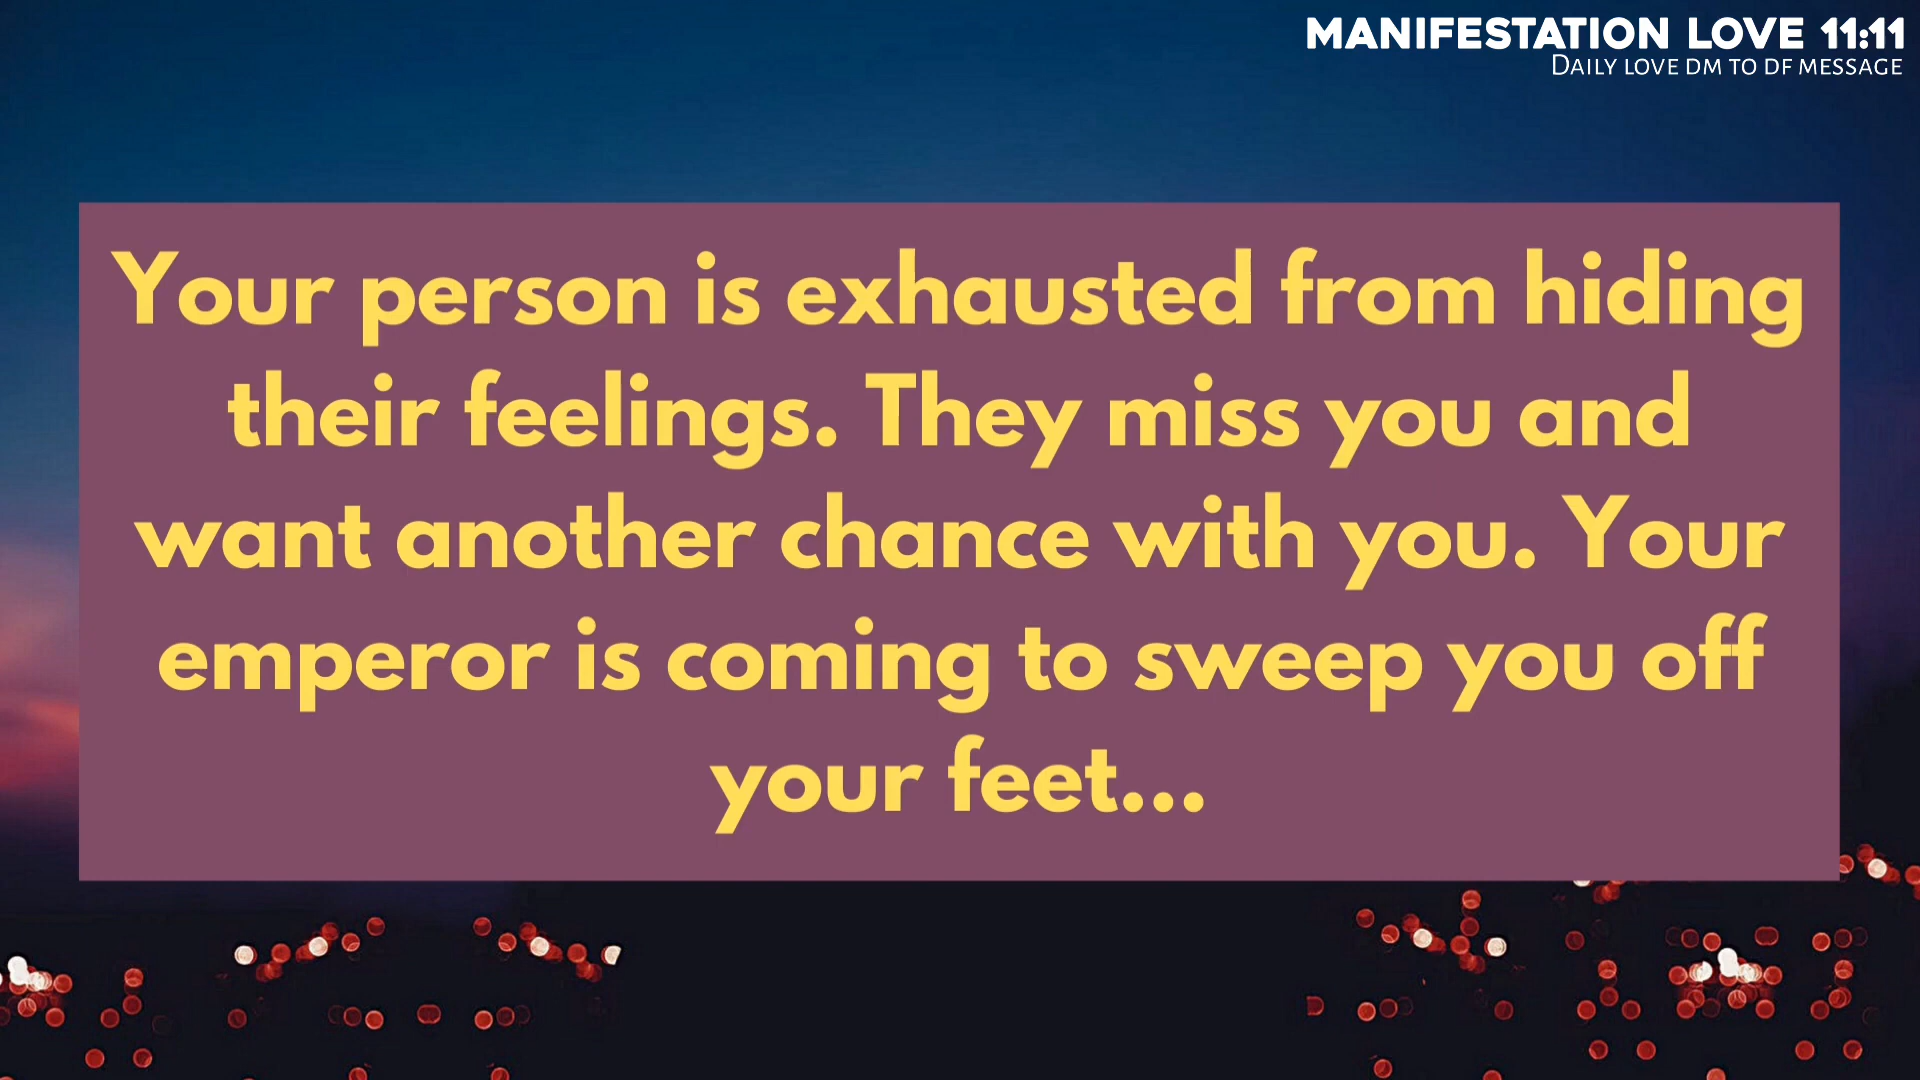 MANIFESTATION LOVE 11:11
DAILY LOVE DM TO DF MESSAGE
Your person is exhausted from hiding
their feelings. They miss you and
want another chance with you. Your
emperor is coming to sweep you off
your feet...